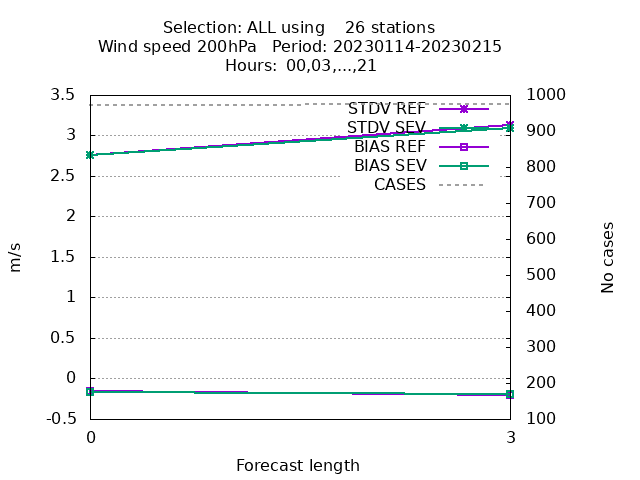 Selection: ALL using    26 stations
Wind speed 200hPa   Period: 20230114-20230215
Hours:  00,03,...,21
3.5
3
2.5
2
1.5
1
0.5
0
-0.5
m/s
STDV REF
STDV SEV
BIAS REF
BIAS SEV
CASES
1000
900
800
700
600
500
400
300
200
100
No cases
0
3
Forecast length